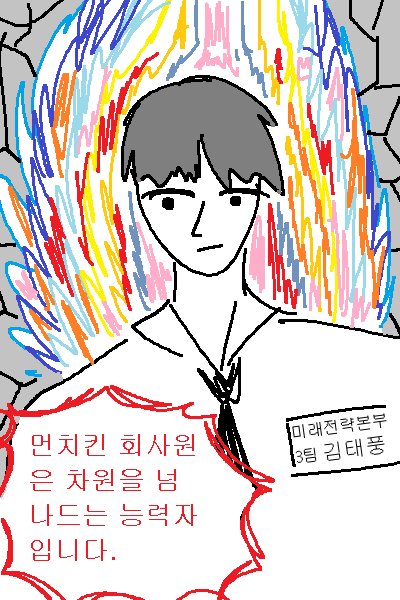 미래전략본부
3팀 김태풍
먼치킨 회사원
은 차원을 넘
나드는 능력자
입니다.